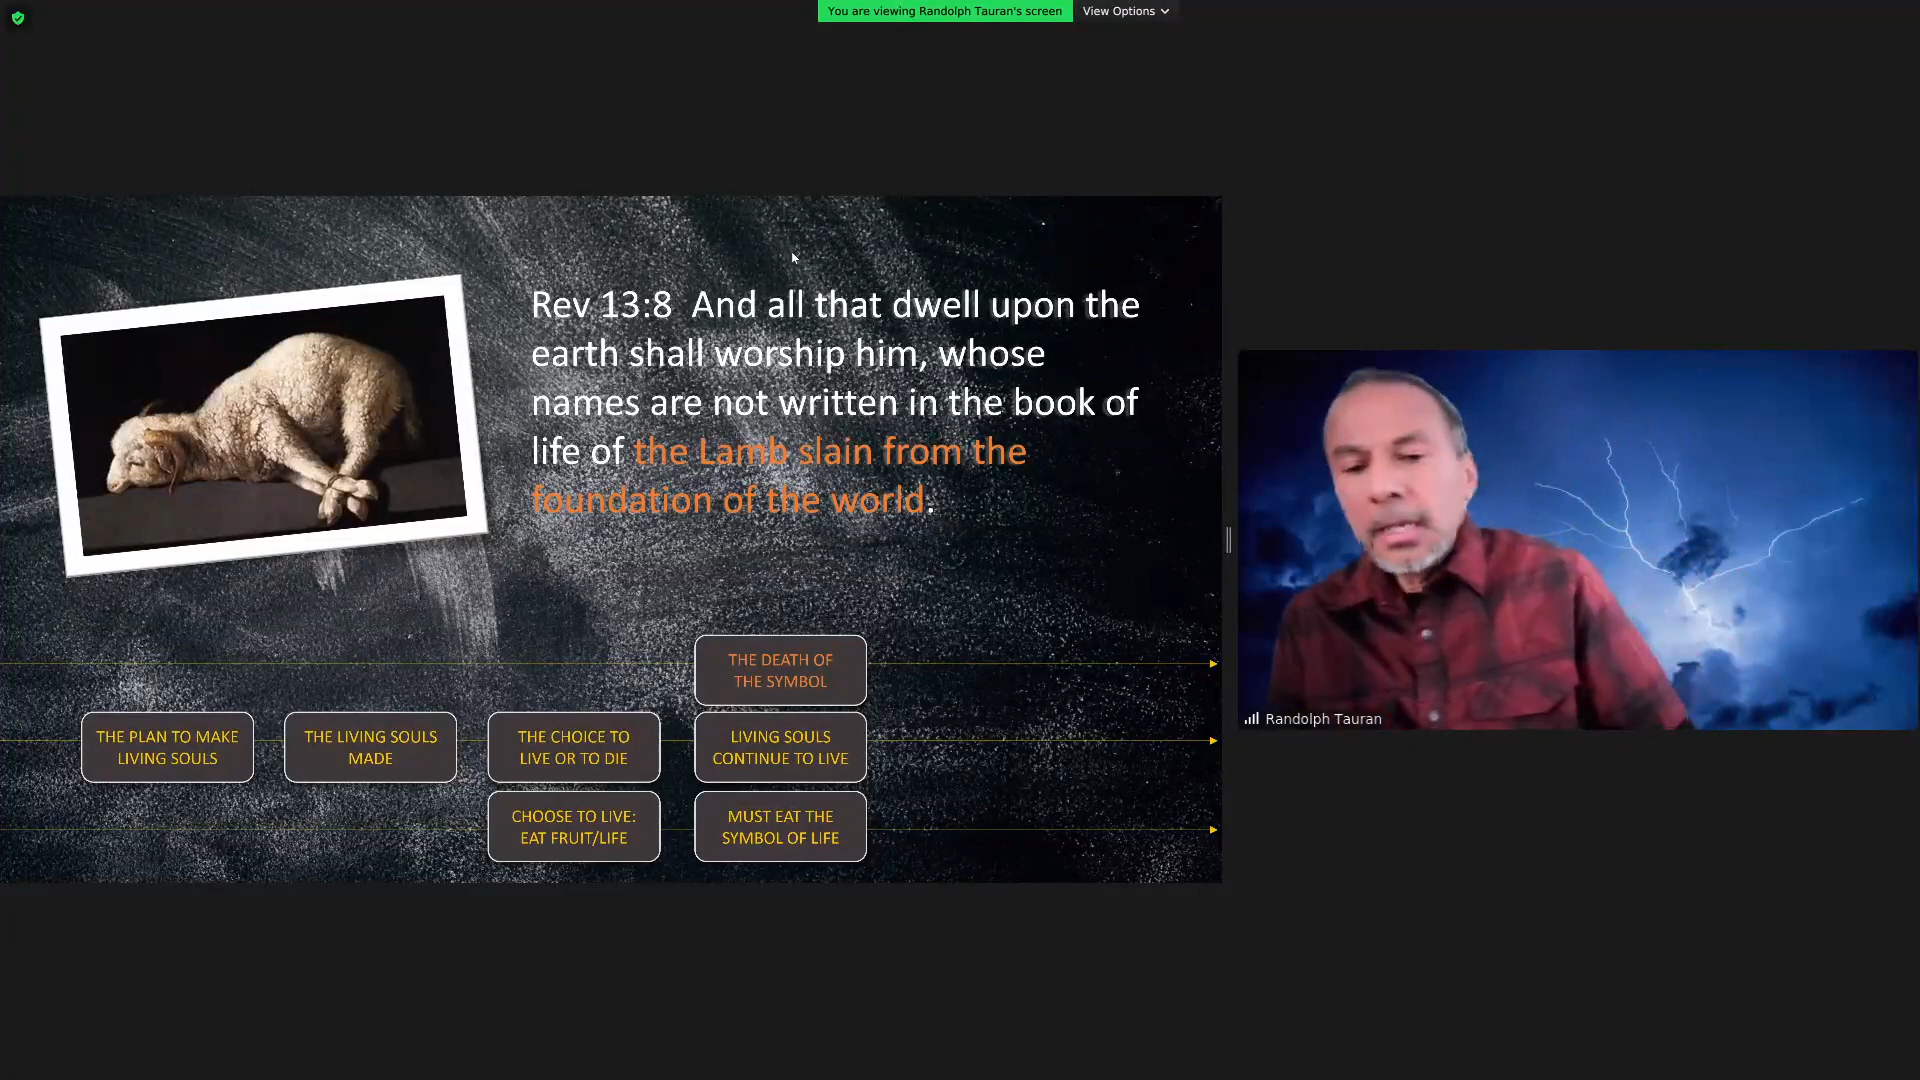 You are viewing Randolph Tauran's screen
View Options
Rev 13:8  And all that dwell upon the
earth shall worship him, whose
names are not written in the book of
life of the Lamb slain from the
foundation of the world.
THE DEATH OF
THE SYMBOL
THE PLAN TO MAKE
LIVING SOULS
THE LIVING SOULS
MADE
THE CHOICE TO
LIVE OR TO DIE
LIVING SOULS
CONTINUE TO LIVE
CHOOSE TO LIVE:
EAT FRUIT/LIFE
MUST EAT THE
SYMBOL OF LIFE
Randolph Tauran